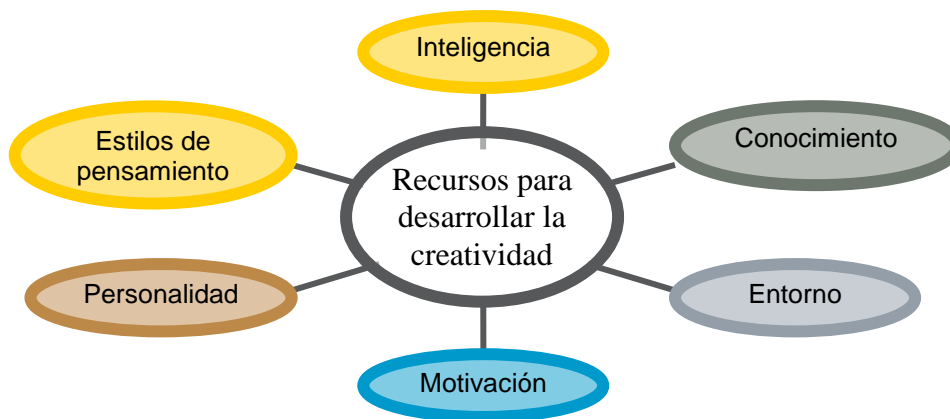 Inteligencia
Estilos de
pensamiento
Conocimiento
Recursos para
desarrollar la
creatividad
Personalidad
Entorno
Motivación